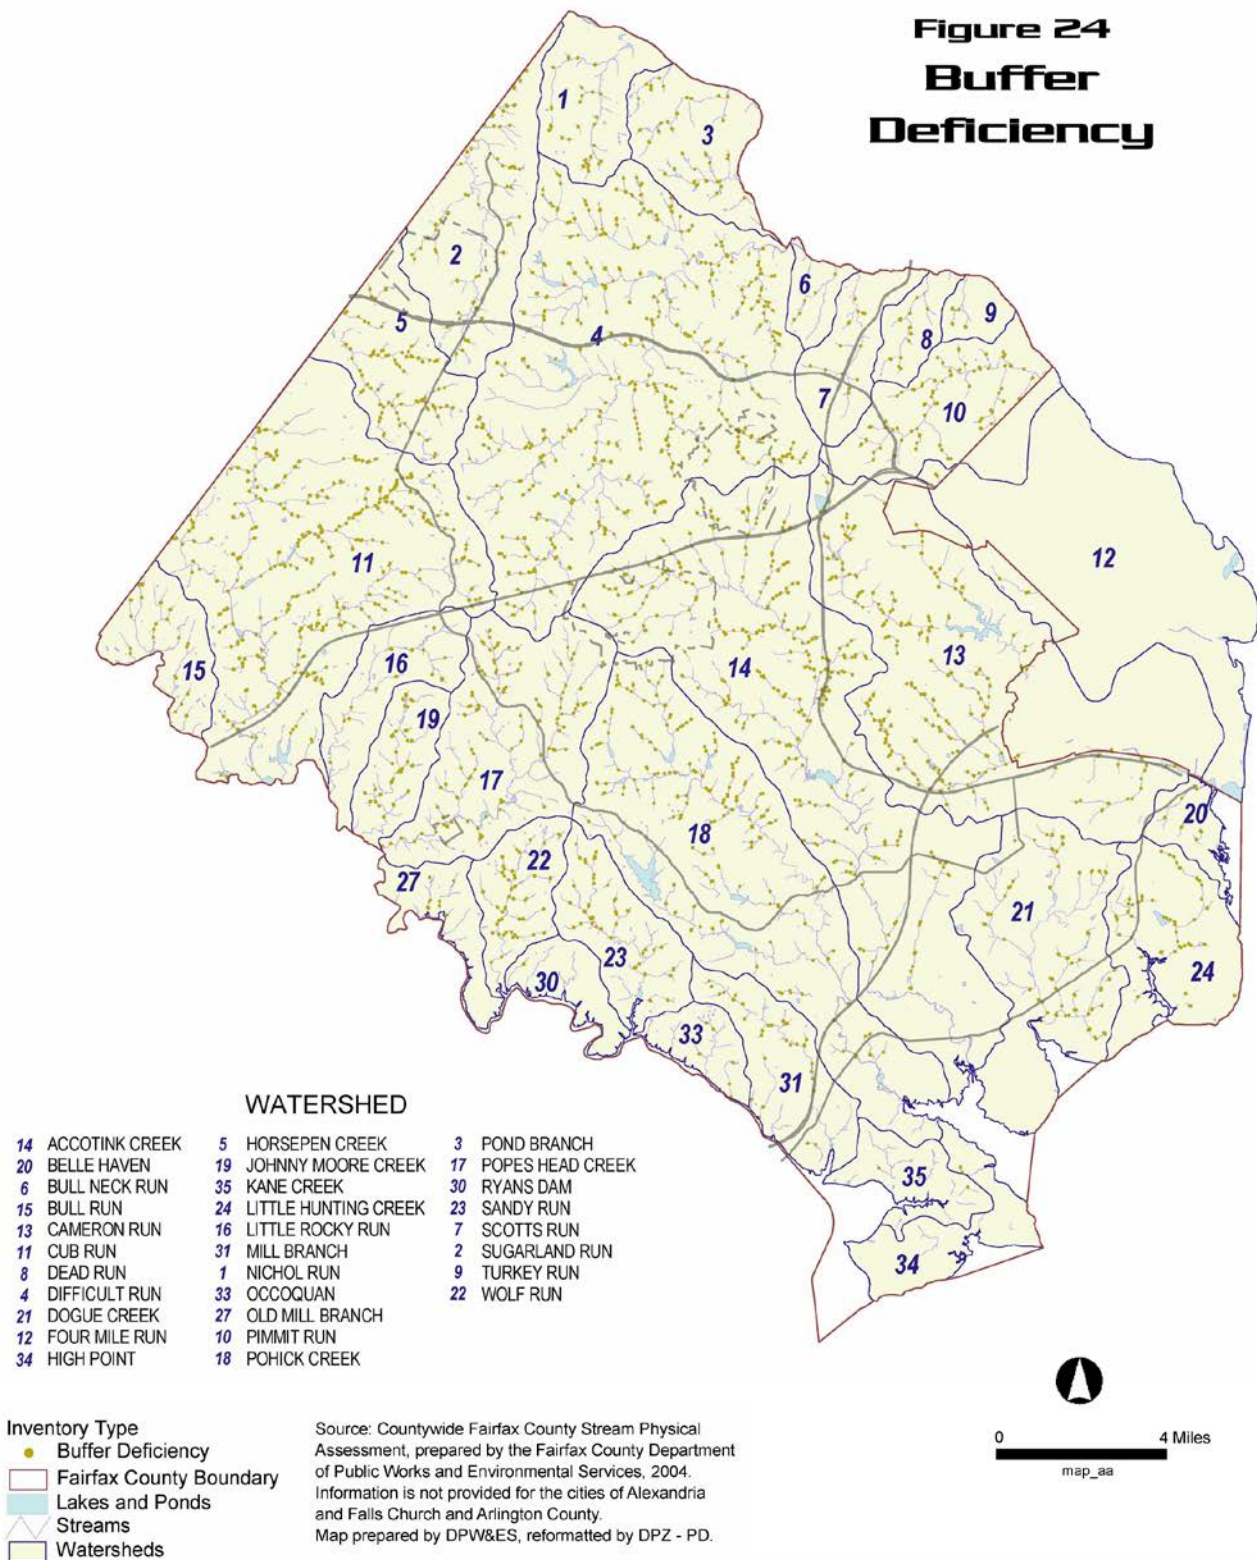 Figure 24
Buffer
Deficiency
1
3
2
6
9
5
4
8
7
10
11
12
15
16
14
13
19
17
18
20
22
27
21
23
24
30
33
31
35
34
WATERSHED
14 ACCOTINK CREEK
20 BELLE HAVEN
6 BULL NECK RUN
15 BULL RUN
13 CAMERON RUN
11 CUB RUN
8 DEAD RUN
4 DIFFICULT RUN
21 DOGUE CREEK
12 FOUR MILE RUN
34 HIGH POINT
5 HORSEPEN CREEK
19 JOHNNY MOORE CREEK
35 KANE CREEK
24 LITTLE HUNTING CREEK
16 LITTLE ROCKY RUN
31 MILL BRANCH
1 NICHOL RUN
33 OCCOQUAN
27 OLD MILL BRANCH
10 PIMMIT RUN
18 POHICK CREEK
3 POND BRANCH
17 POPES HEAD CREEK
30 RYANS DAM
23 SANDY RUN
7 SCOTTS RUN
2 SUGARLAND RUN
9 TURKEY RUN
22 WOLF RUN
Inventory Type
Buffer Deficiency
Fairfax County Boundary
Lakes and Ponds
Streams
Watersheds
Source: Countywide Fairfax County Stream Physical
Assessment, prepared by the Fairfax County Department
of Public Works and Environmental Services, 2004.
Information is not provided for the cities of Alexandria
and Falls Church and Arlington County.
Map prepared by DPW&ES, reformatted by DPZ - PD.
0 4 Miles
map_aa